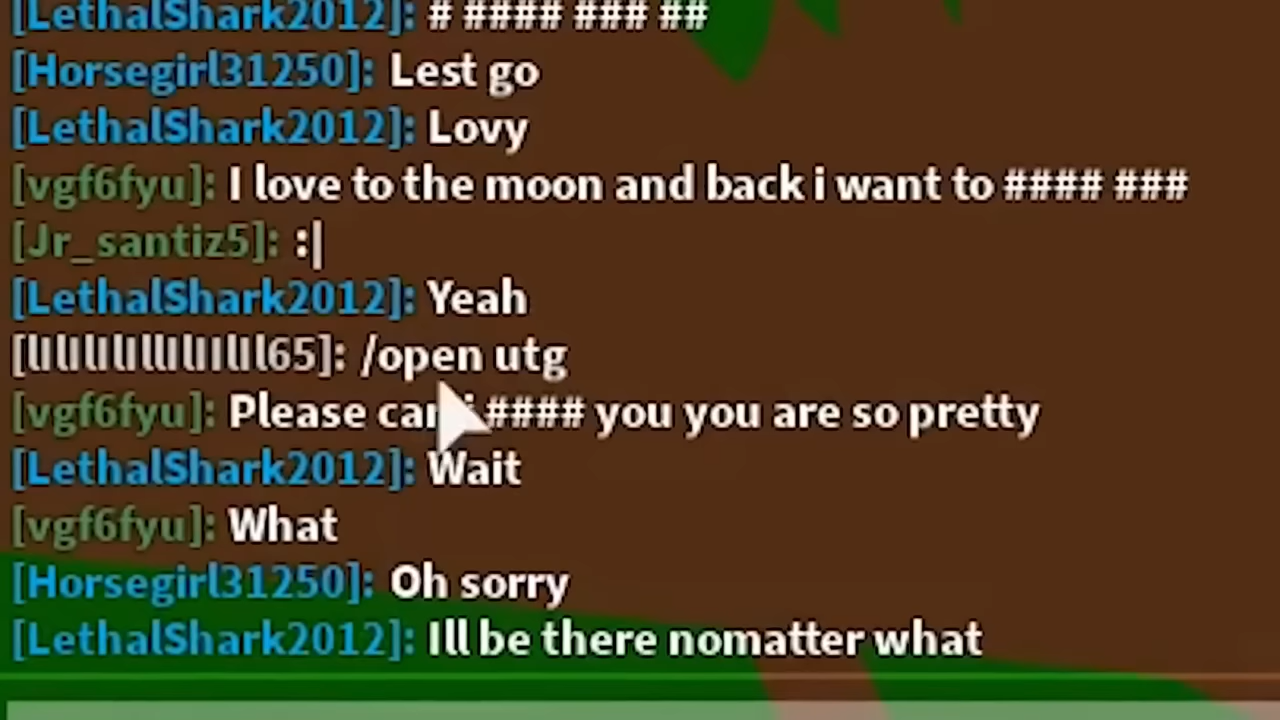 [LethalShark2012]: # #### ### ##
[Horsegirl31250]: Lest go
[LethalShark2012]: Lovy
[vgf6fyu]: I love to the moon and back i want to #### ###
[Jr_santiz5]: :|
[LethalShark2012]: Yeah
/open utg
[vgf6fyu]: Please can i #### you you are so pretty
[LethalShark2012]: Wait
[vgf6fyu]: What
[Horsegirl31250]: Oh sorry
[LethalShark2012]: Ill be there nomatter what